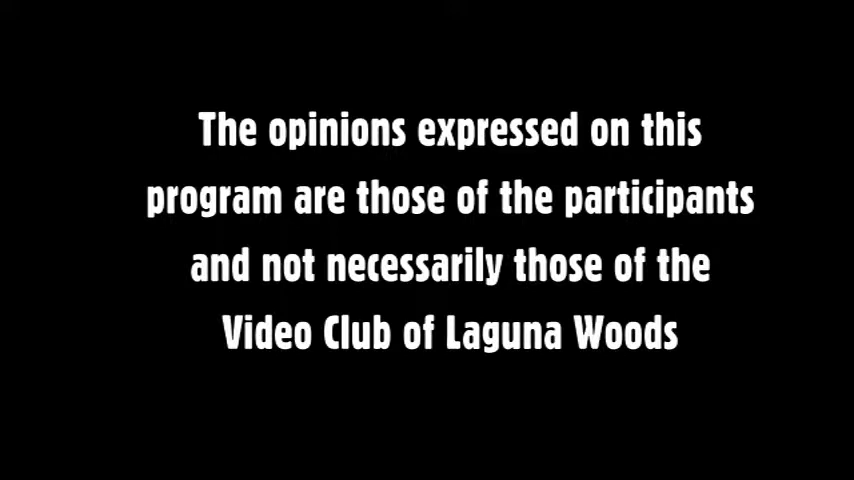 The opinions expressed on this
program are those of the participants
and not necessarily those of the
Video Club of Laguna Woods